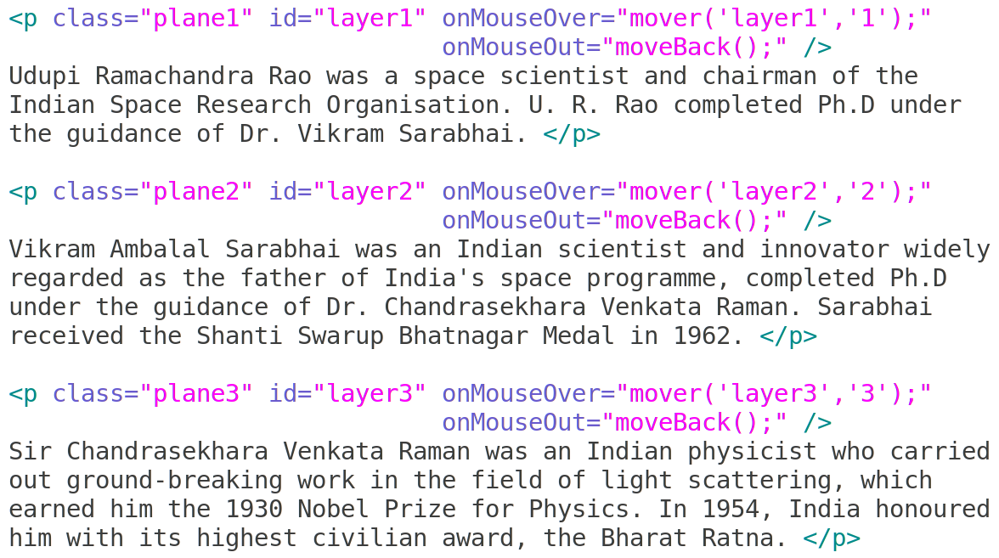 <p class="plane1" id="layer1" onMouseOver="mover('layer1','1');"
onMouseOut="moveBack();" />
Udupi Ramachandra Rao was a space scientist and chairman of the
Indian Space Research Organisation. U. R. Rao completed Ph.D under
the guidance of Dr. Vikram Sarabhai. </p>
<p class="plane2" id="layer2" onMouseOver="mover('layer2','2');"
onMouseOut="moveBack();" />
Vikram Ambalal Sarabhai was an Indian scientist and innovator widely
regarded as the father of India's space programme, completed Ph.D
under the guidance of Dr. Chandrasekhara Venkata Raman. Sarabhai
received the Shanti Swarup Bhatnagar Medal in 1962. </p>
<p class="plane3" id="layer3" onMouseOver="mover('layer3','3');"
onMouseOut="moveBack();" />
Sir Chandrasekhara Venkata Raman was an Indian physicist who carried
out ground-breaking work in the field of light scattering, which
earned him the 1930 Nobel Prize for Physics. In 1954, India honoured
him with its highest civilian award, the Bharat Ratna. </p>